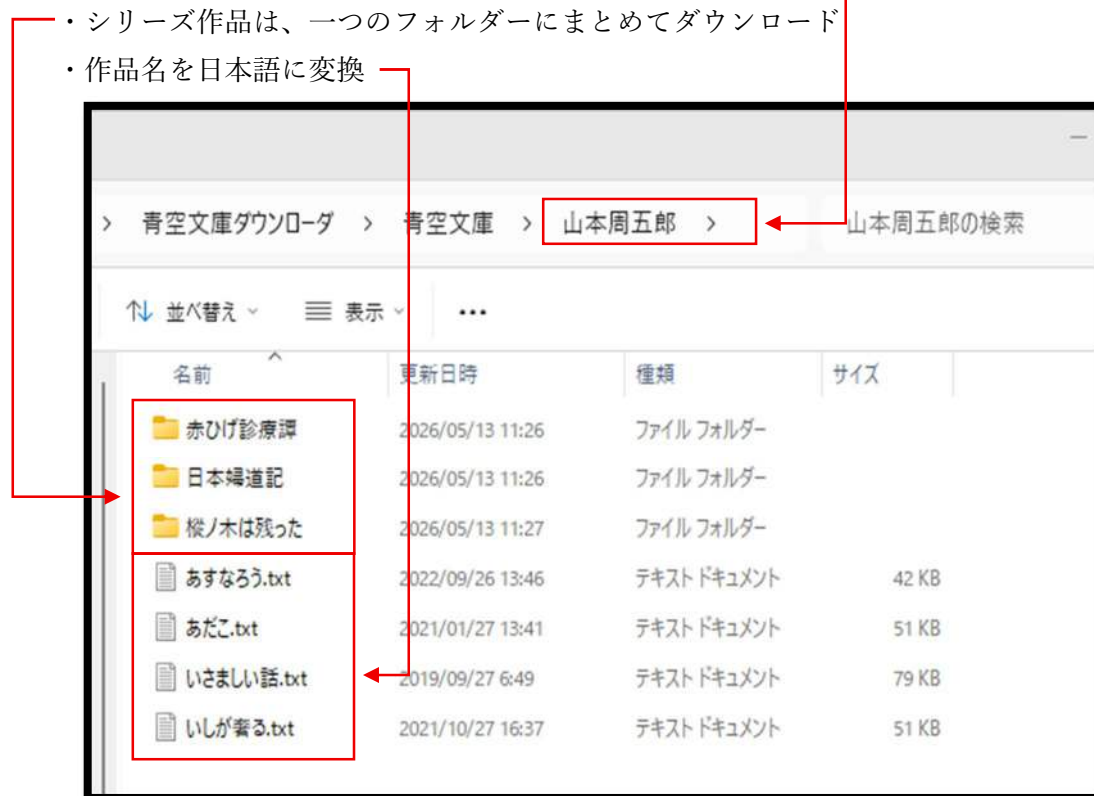 ・シリーズ作品は、一つのフォルダーにまとめてダウンロード
・作品名を日本語に変換
> 青空文庫ダウンローダ > 青空文庫 > 山本周五郎 > 山本周五郎の検索
並べ替え 表示 •••
名前 更新日時 種類 サイズ
赤ひげ診療譚 2026/05/13 11:26 ファイル フォルダー
日本婦道記 2026/05/13 11:26 ファイル フォルダー
樅ノ木は残った 2026/05/13 11:27 ファイル フォルダー
あすなろう.txt 2022/09/26 13:46 テキスト ドキュメント 42 KB
あだこ.txt 2021/01/27 13:41 テキスト ドキュメント 51 KB
いさましい話.txt 2019/09/27 6:49 テキスト ドキュメント 79 KB
いしが奢る.txt 2021/10/27 16:37 テキスト ドキュメント 51 KB